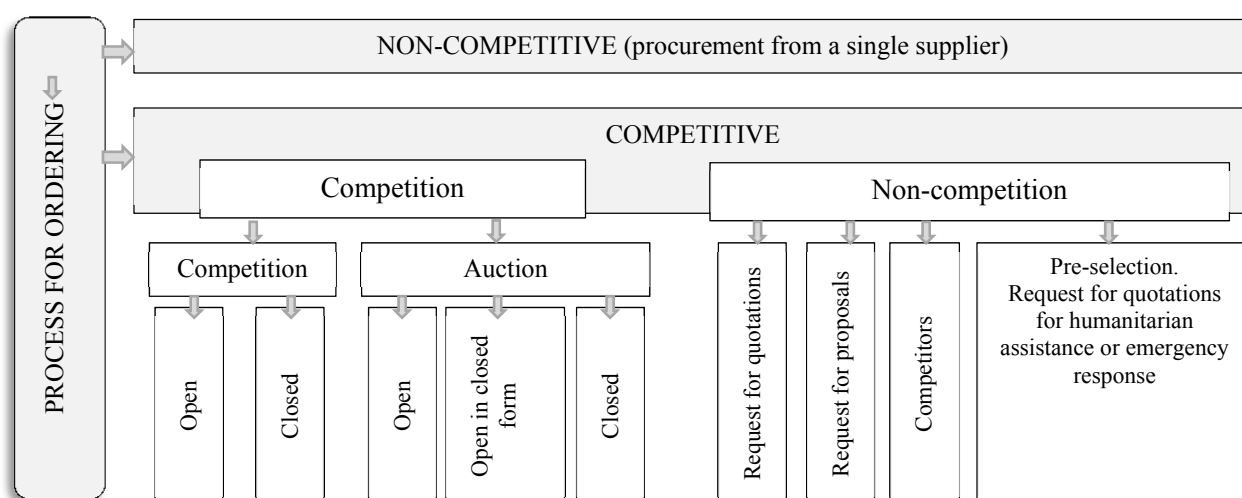 PROCESS FOR ORDERING
NON-COMPETITIVE (procurement from a single supplier)
COMPETITIVE
Competition
Non-competition
Competition
Auction
Open
Closed
Open
Open in closed
form
Closed
Request for quotations
Request for proposals
Competitors
Pre-selection.
Request for quotations
for humanitarian
assistance or emergency
response